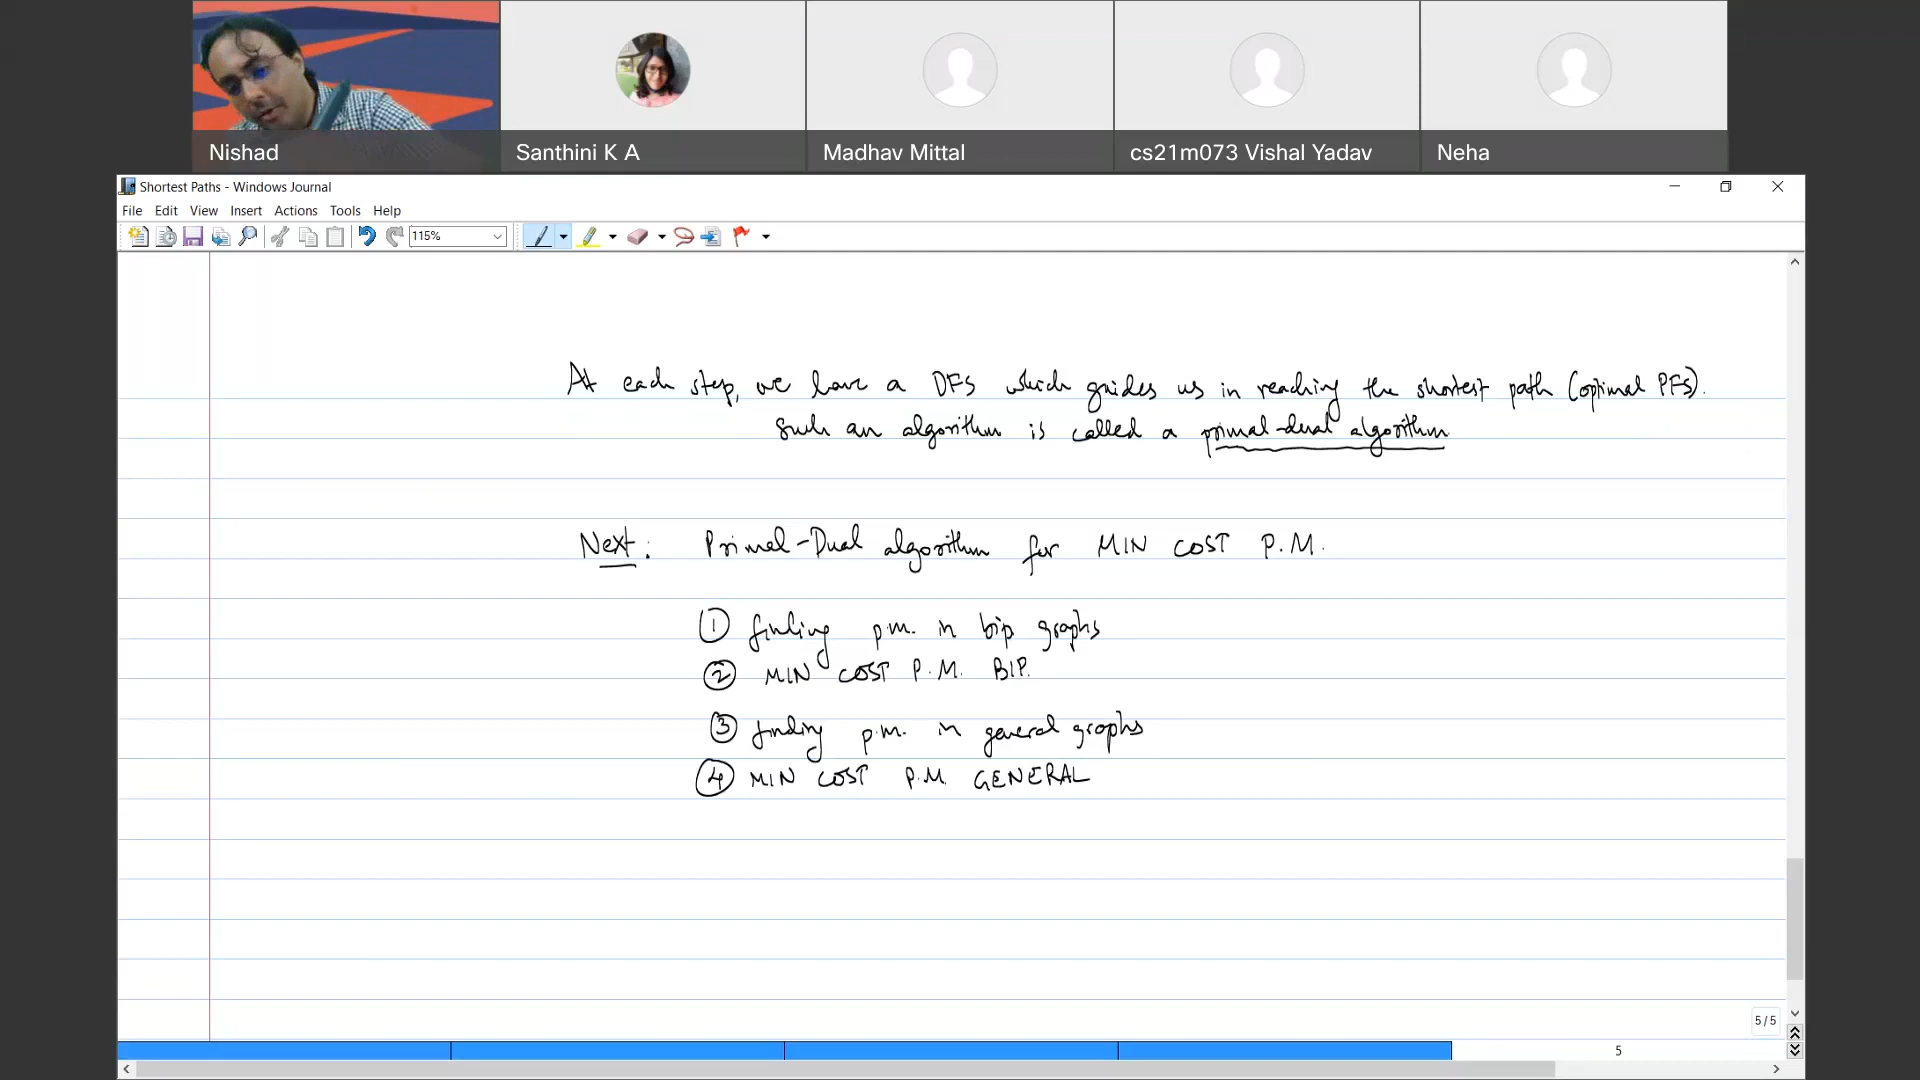 Nishad
Santhini K A
Madhav Mittal
cs21m073 Vishal Yadav
Neha
Shortest Paths - Windows Journal
File Edit View Insert Actions Tools Help
115%
At each step, we have a DFS which guides us in reaching the shortest path (optimal PFS).
Such an algorithm is called a primal-dual algorithm
Next: Primal-Dual algorithm for MIN COST P.M.
① finding p.m. in bip graphs
② MIN COST P.M. BIP.
③ finding p.m. in general graphs
④ MIN COST P.M. GENERAL
5/5
5